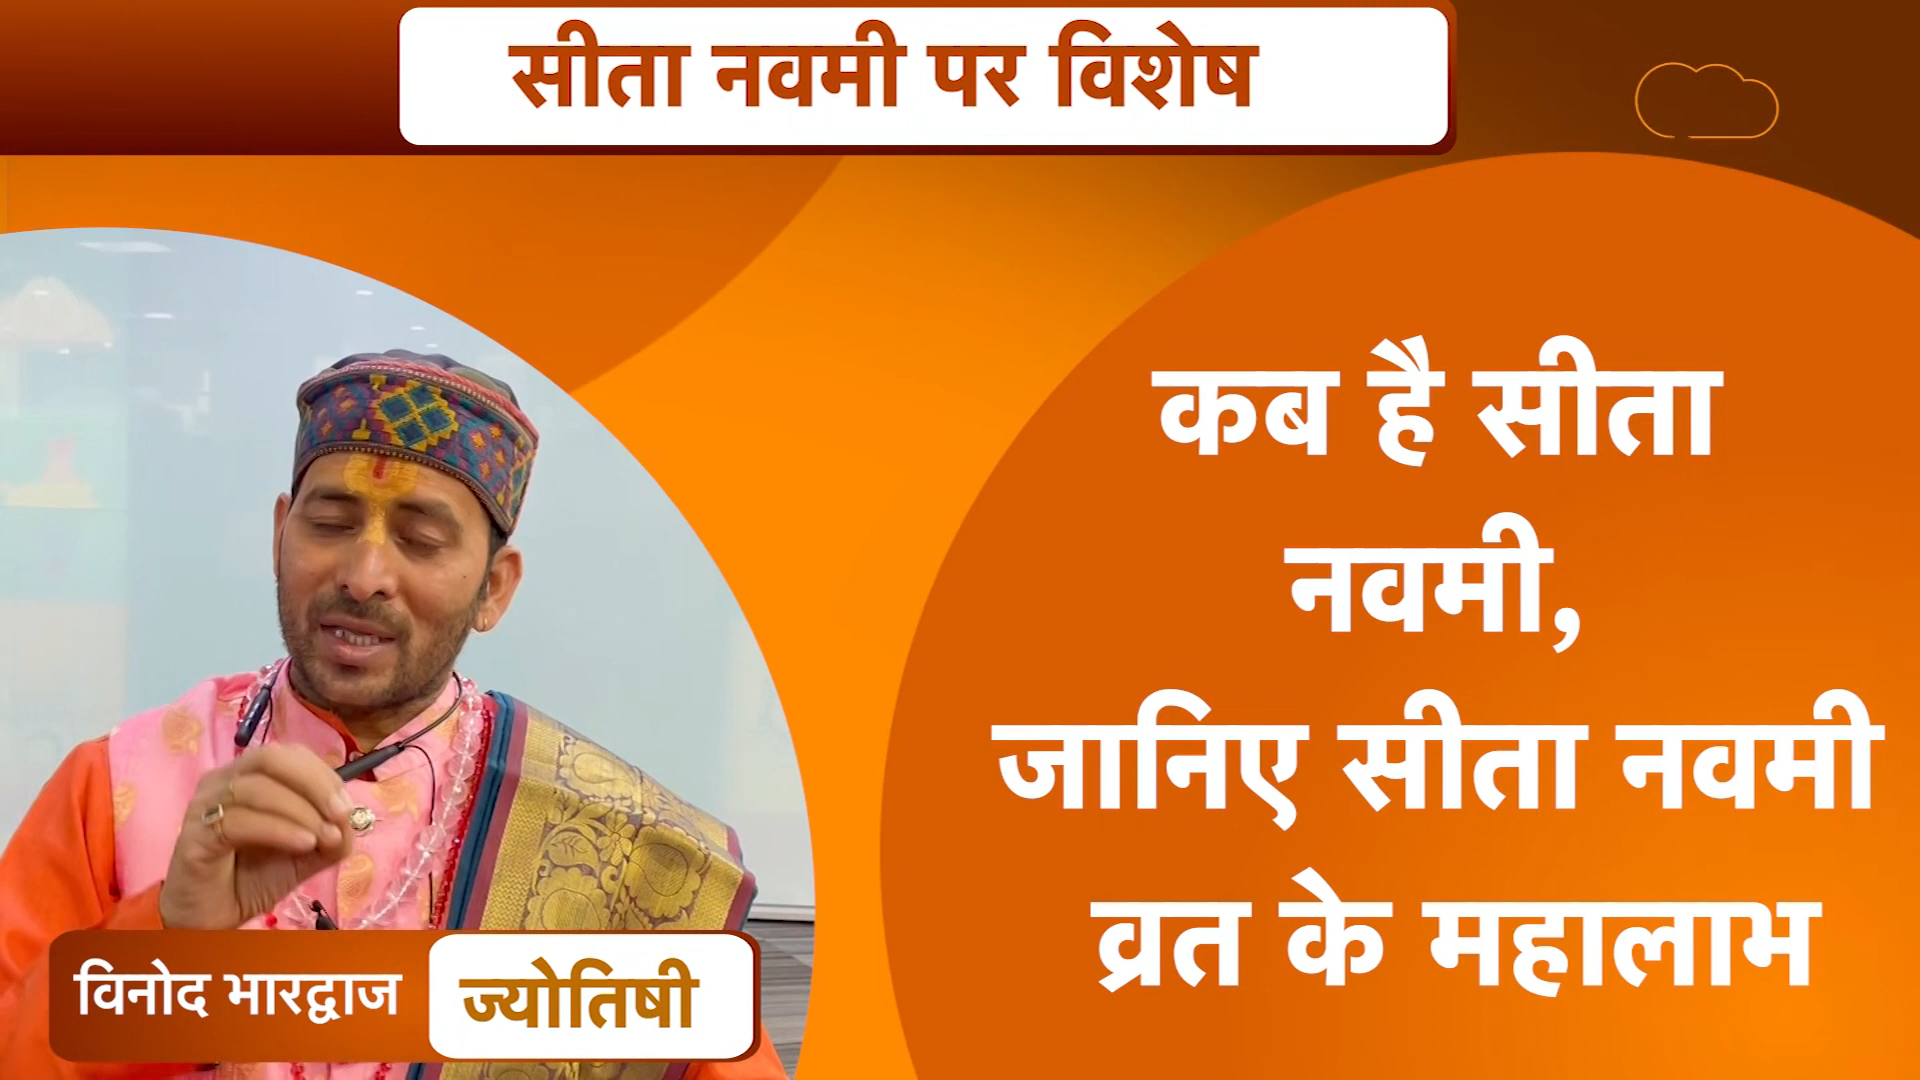 सीता नवमी पर विशेष
कब है सीता
नवमी,
जानिए सीता नवमी
व्रत के महालाभ
विनोद भारद्वाज
ज्योतिषी